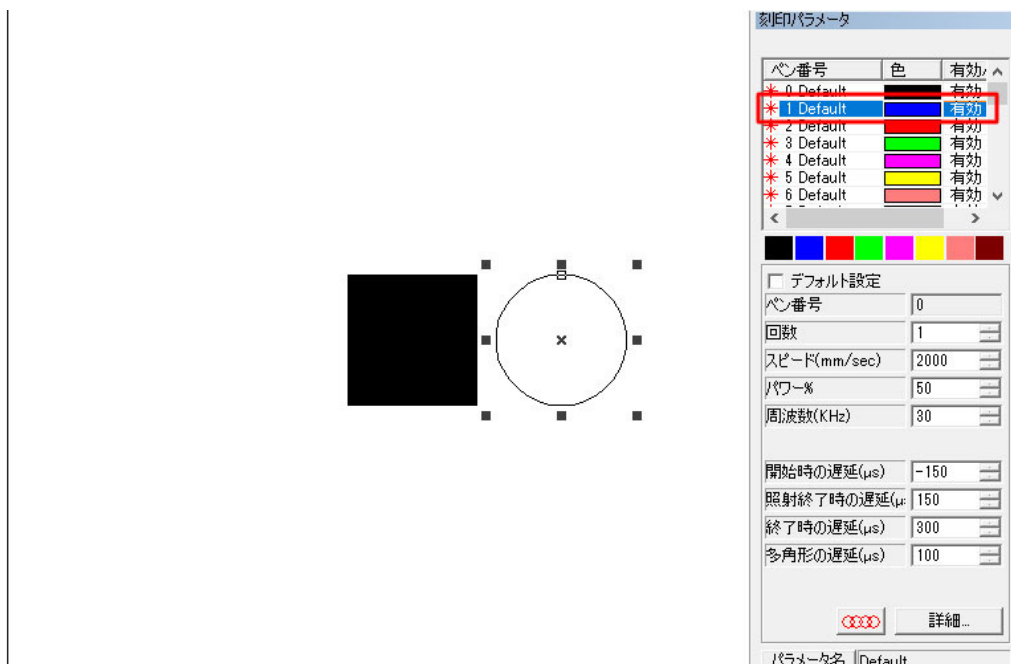 刻印パラメータ
ペン番号 色 有効
0 Default 有効
1 Default 有効
2 Default 有効
3 Default 有効
4 Default 有効
5 Default 有効
6 Default 有効
デフォルト設定
ペン番号 0
回数 1
スピード(mm/sec) 2000
パワー% 50
周波数(KHz) 30
開始時の遅延(μs) -150
照射終了時の遅延(μ 150
終了時の遅延(μs) 300
多角形の遅延(μs) 100
詳細...
パラメータ名 Default